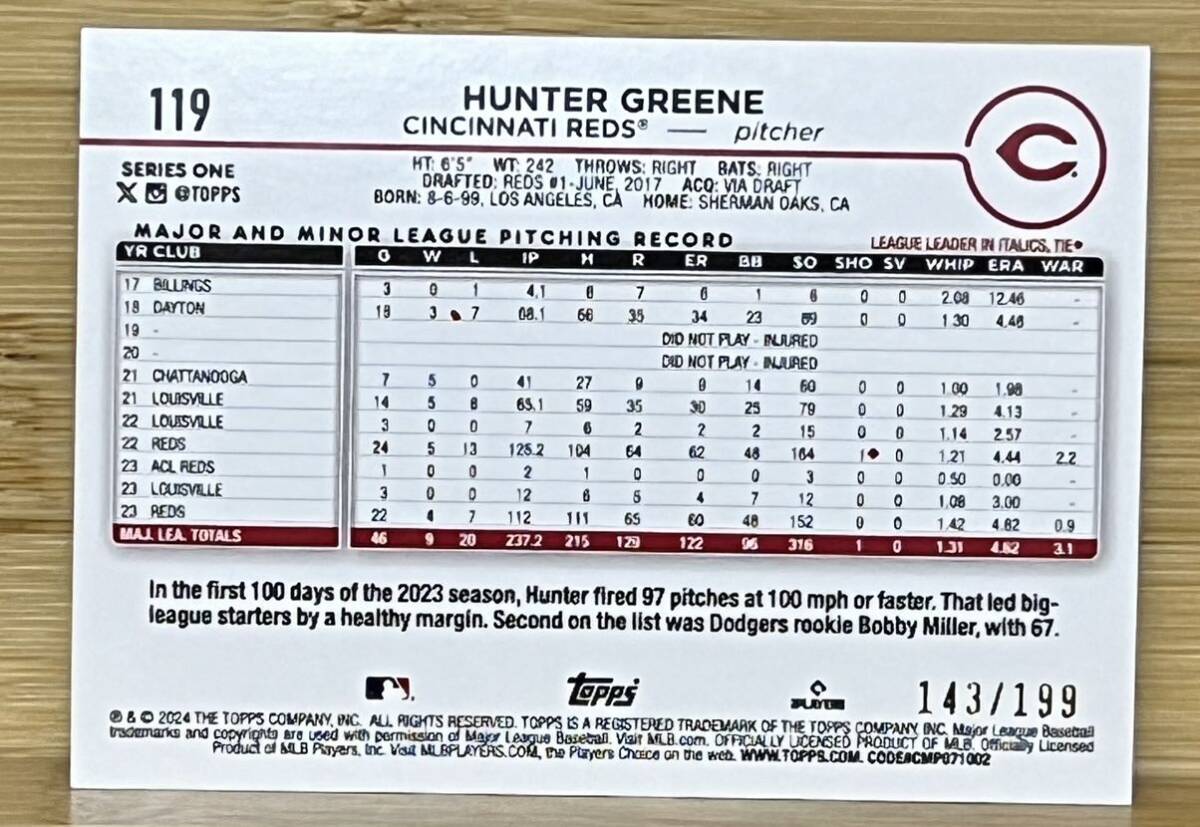 119
HUNTER GREENE
CINCINNATI REDS® — pitcher
SERIES ONE
@TOPPS
HT: 6'5" WT: 242 THROWS: RIGHT BATS: RIGHT
DRAFTED: REDS #1-JUNE, 2017 ACQ: VIA DRAFT
BORN: 8-6-99, LOS ANGELES, CA HOME: SHERMAN OAKS, CA
MAJOR AND MINOR LEAGUE PITCHING RECORD
LEAGUE LEADER IN ITALICS, TIE♦
YR CLUB G W L IP H R ER BB SO SHO SV WHIP ERA WAR
17 BILLINGS 3 0 1 4.1 8 7 6 1 6 0 0 2.08 12.46 -
18 DAYTON 18 3 ♦ 7 68.1 66 35 34 23 89 0 0 1.30 4.48 -
19 - DID NOT PLAY - INJURED
20 - DID NOT PLAY - INJURED
21 CHATTANOOGA 7 5 0 41 27 9 9 14 60 0 0 1.00 1.98 -
21 LOUISVILLE 14 5 8 65.1 59 35 30 25 79 0 0 1.29 4.13 -
22 LOUISVILLE 3 0 0 7 6 2 2 2 15 0 0 1.14 2.57 -
22 REDS 24 5 13 125.2 104 64 62 48 164 1♦ 0 1.21 4.44 2.2
23 ACL REDS 1 0 0 2 1 0 0 0 3 0 0 0.50 0.00 -
23 LOUISVILLE 3 0 0 12 6 5 4 7 12 0 0 1.08 3.00 -
23 REDS 22 4 7 112 111 65 60 48 152 0 0 1.42 4.82 0.9
MAJ. LEA. TOTALS 46 9 20 237.2 215 129 122 96 316 1 0 1.31 4.62 3.1
In the first 100 days of the 2023 season, Hunter fired 97 pitches at 100 mph or faster. That led big-
league starters by a healthy margin. Second on the list was Dodgers rookie Bobby Miller, with 67.
Topps
PLAYERS
143/199
® & © 2024 THE TOPPS COMPANY, INC. ALL RIGHTS RESERVED. TOPPS IS A REGISTERED TRADEMARK OF THE TOPPS COMPANY, INC. Major League Baseball
trademarks and copyrights are used with permission of Major League Baseball. Visit MLB.com. OFFICIALLY LICENSED PRODUCT OF MLB. Officially Licensed
Product of MLB Players, Inc. Visit MLBPLAYERS.COM, the Players Choice on the web. WWW.TOPPS.COM. CODE#CMP071002